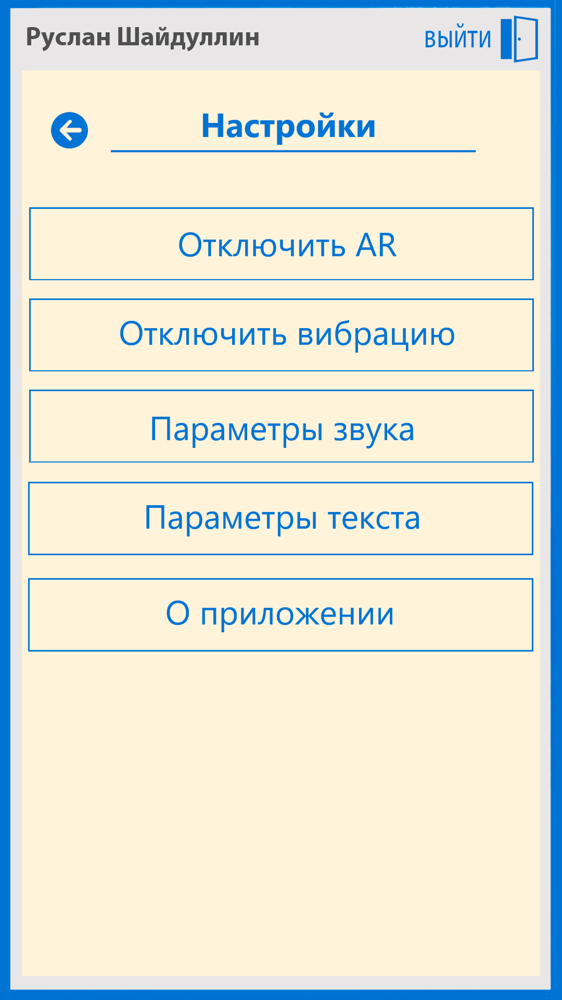 Руслан Шайдуллин
ВЫЙТИ
Настройки
Отключить AR
Отключить вибрацию
Параметры звука
Параметры текста
О приложении